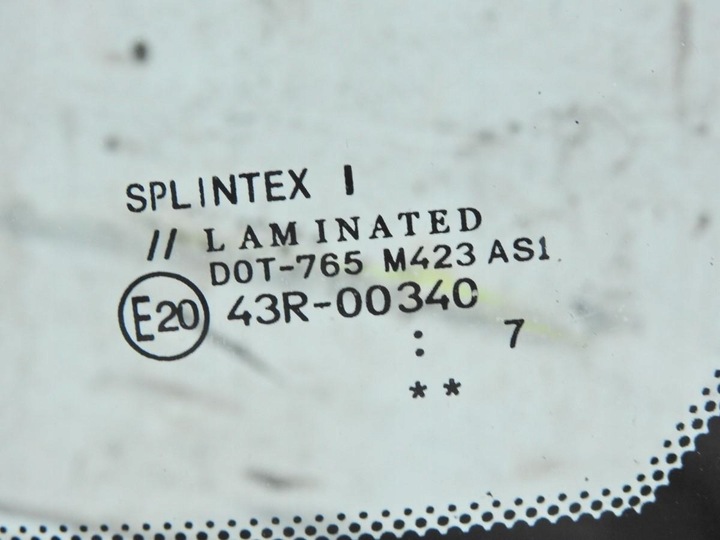 SPLINTEX I
// LAMINATED
DOT-765 M423 AS1
E20 43R-00340
: 7
**